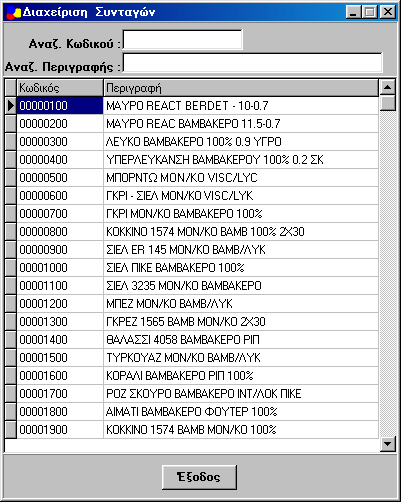 Διαχείριση Συνταγών
Αναζ. Κωδικού :
Αναζ. Περιγραφής :
Κωδικός Περιγραφή
00000100 ΜΑΥΡΟ REACT BERDET - 10-0.7
00000200 ΜΑΥΡΟ REAC ΒΑΜΒΑΚΕΡΟ 11.5-0.7
00000300 ΛΕΥΚΟ ΒΑΜΒΑΚΕΡΟ 100% 0.9 ΥΓΡΟ
00000400 ΥΠΕΡΛΕΥΚΑΝΣΗ ΒΑΜΒΑΚΕΡΟΥ 100% 0.2 ΣΚ
00000500 ΜΠΟΡΝΤΩ ΜΟΝ/ΚΟ VISC/LYC
00000600 ΓΚΡΙ - ΣΙΕΛ ΜΟΝ/ΚΟ VISC/LYK
00000700 ΓΚΡΙ ΜΟΝ/ΚΟ ΒΑΜΒΑΚΕΡΟ 100%
00000800 ΚΟΚΚΙΝΟ 1574 ΜΟΝ/ΚΟ ΒΑΜΒ 100% 2X30
00000900 ΣΙΕΛ ER 145 ΜΟΝ/ΚΟ ΒΑΜΒ/ΛΥΚ
00001000 ΣΙΕΛ ΠΙΚΕ ΒΑΜΒΑΚΕΡΟ 100%
00001100 ΣΙΕΛ 3235 ΜΟΝ/ΚΟ ΒΑΜΒΑΚΕΡΟ
00001200 ΜΠΕΖ ΜΟΝ/ΚΟ ΒΑΜΒ/ΛΥΚ
00001300 ΓΚΡΕΖ 1565 ΒΑΜΒ ΜΟΝ/ΚΟ 2X30
00001400 ΘΑΛΑΣΣΙ 4058 ΒΑΜΒΑΚΕΡΟ ΡΙΠ
00001500 ΤΥΡΚΟΥΑΖ ΜΟΝ/ΚΟ ΒΑΜΒ/ΛΥΚ
00001600 ΚΟΡΑΛΙ ΒΑΜΒΑΚΕΡΟ ΡΙΠ 100%
00001700 ΡΟΖ ΣΚΟΥΡΟ ΒΑΜΒΑΚΕΡΟ ΙΝΤ/ΛΟΚ ΠΙΚΕ
00001800 ΑΙΜΑΤΙ ΒΑΜΒΑΚΕΡΟ ΦΟΥΤΕΡ 100%
00001900 ΚΟΚΚΙΝΟ 1574 ΒΑΜΒ ΜΟΝ/ΚΟ 100%
Έξοδος